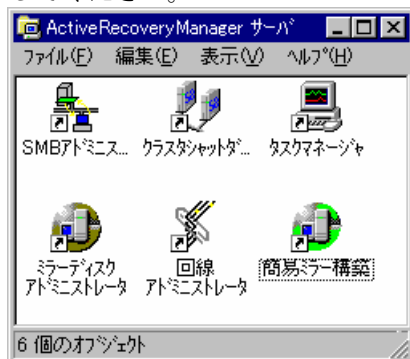 ActiveRecoveryManager サーバ
ファイル(F) 編集(E) 表示(V) ヘルプ(H)
SMBアドミニス... クラスタシャットダ... タスクマネージャ
ミラーディスク
アドミニストレータ
回線
アドミニストレータ
簡易ミラー構築
6 個のオブジェクト